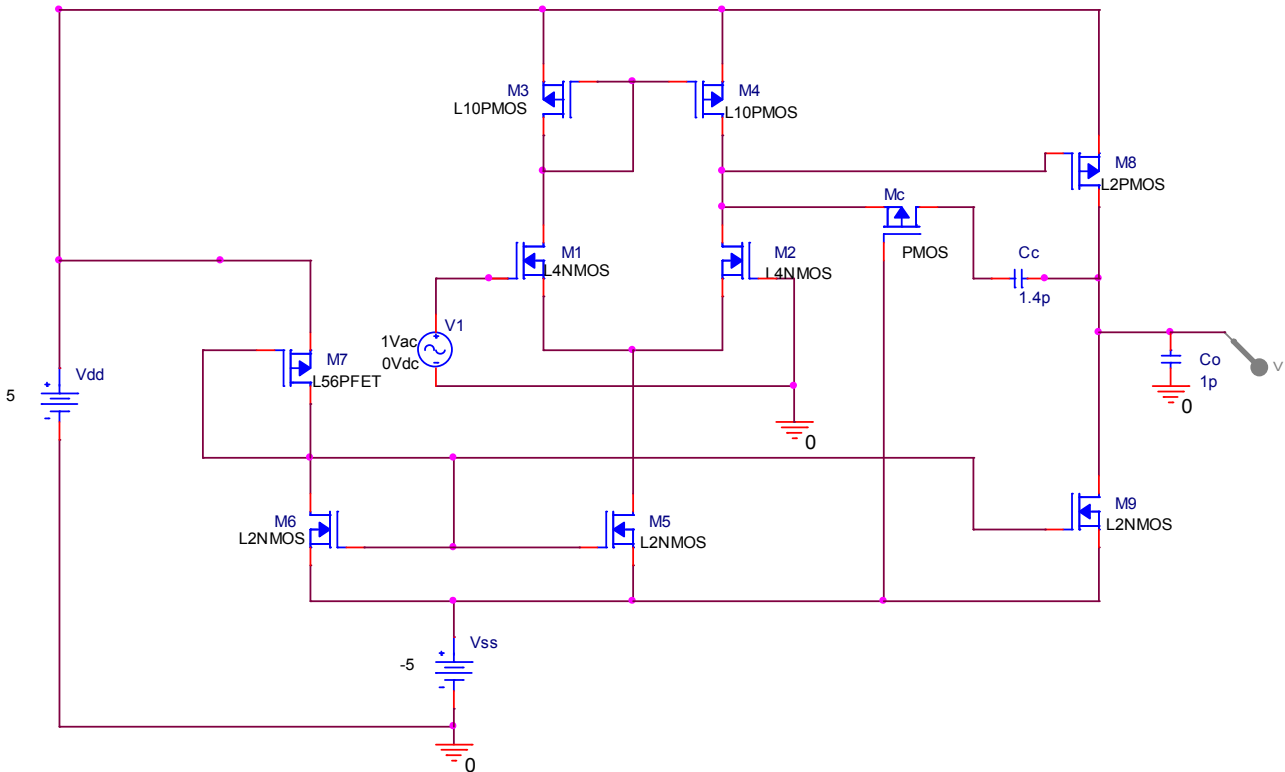 M3
L10PMOS
M4
L10PMOS
M8
L2PMOS
Mc
PMOS
M1
L4NMOS
M2
L4NMOS
Cc
1.4p
V1
1Vac
0Vdc
M7
L56PFET
Vdd
5
Co
1p
V
0
0
M6
L2NMOS
M5
L2NMOS
M9
L2NMOS
Vss
-5
0